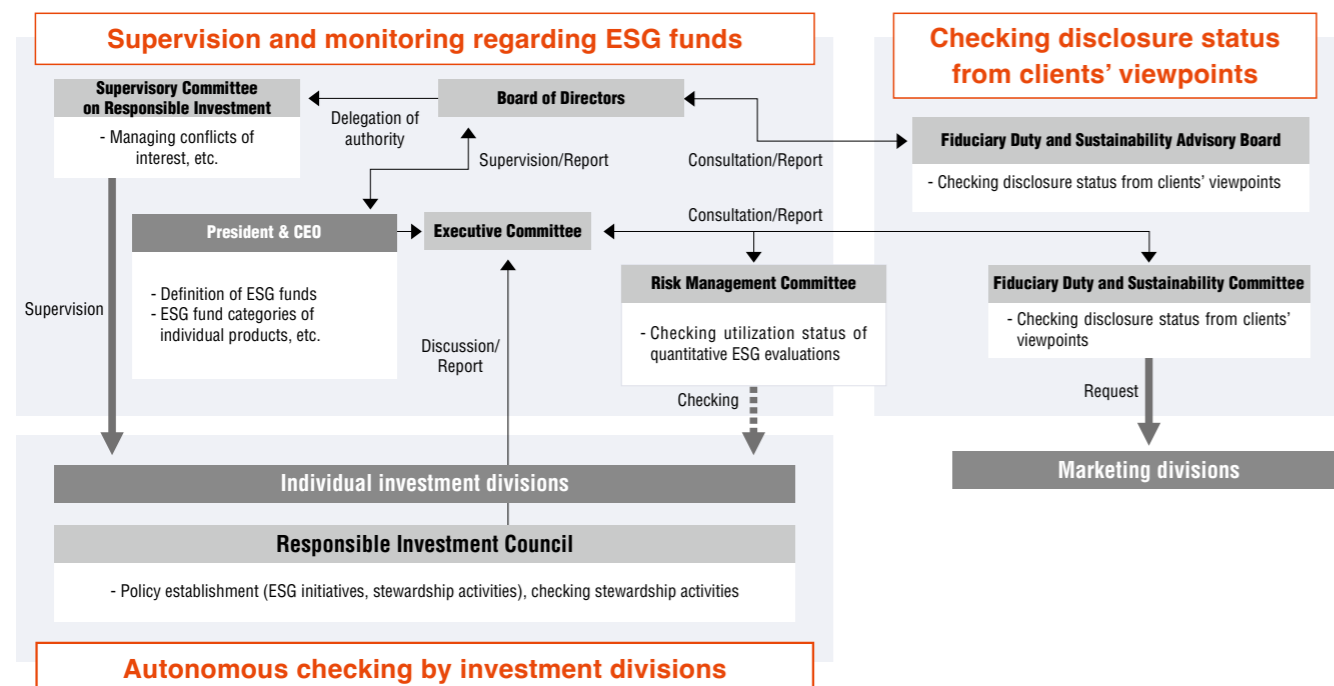 Supervision and monitoring regarding ESG funds
Checking disclosure status
from clients’ viewpoints
Supervisory Committee
on Responsible Investment
- Managing conflicts of
interest, etc.
Delegation of
authority
Board of Directors
Supervision/Report
Consultation/Report
Fiduciary Duty and Sustainability Advisory Board
- Checking disclosure status from clients’ viewpoints
President & CEO
- Definition of ESG funds
- ESG fund categories of
individual products, etc.
Executive Committee
Consultation/Report
Risk Management Committee
- Checking utilization status of
quantitative ESG evaluations
Fiduciary Duty and Sustainability Committee
- Checking disclosure status from clients’
viewpoints
Supervision
Discussion/
Report
Checking
Request
Individual investment divisions
Marketing divisions
Responsible Investment Council
- Policy establishment (ESG initiatives, stewardship activities), checking stewardship activities
Autonomous checking by investment divisions